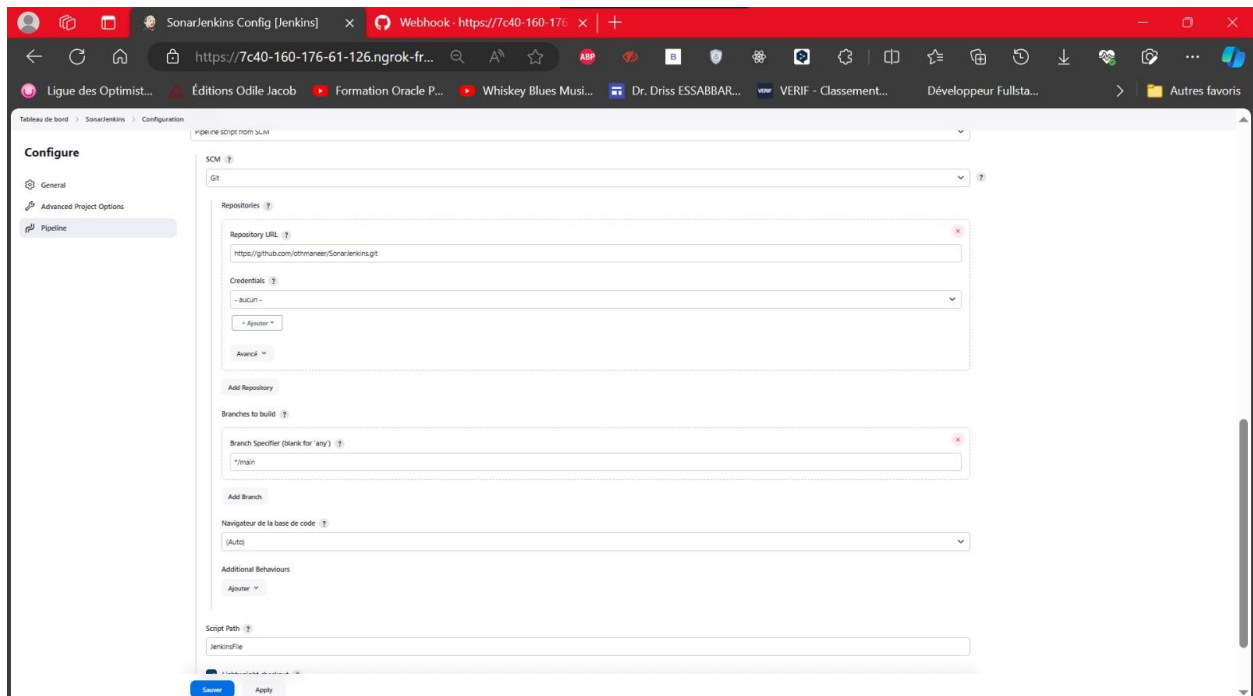 SonarJenkins Config [Jenkins]
Webhook · https://7c40-160-176
https://7c40-160-176-61-126.ngrok-fr...
ABP
B
Ligue des Optimist...
Éditions Odile Jacob
Formation Oracle P...
Whiskey Blues Musi...
Dr. Driss ESSABBAR...
VERIF
VERIF - Classement...
Développeur Fullsta...
Autres favoris
Tableau de bord > SonarJenkins > Configuration
Configure
General
Advanced Project Options
Pipeline
Pipeline script from SCM
SCM ?
Git
?
Repositories ?
Repository URL ?
https://github.com/othmaneer/SonarJenkins.git
Credentials ?
- aucun -
+ Ajouter
Avancé
Add Repository
Branches to build ?
Branch Specifier (blank for 'any') ?
*/main
Add Branch
Navigateur de la base de code ?
(Auto)
Additional Behaviours
Ajouter
Script Path ?
JenkinsFile
Lightweight checkout ?
Sauver
Apply